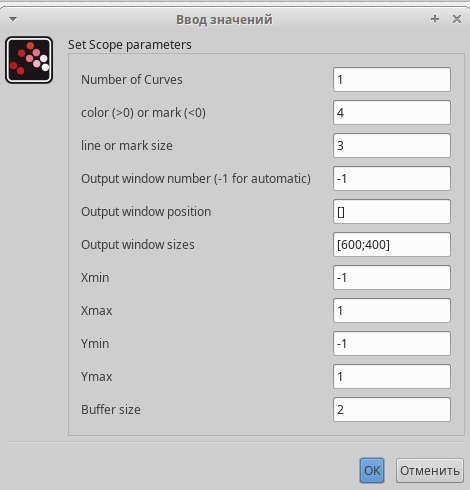 Ввод значений
Set Scope parameters
Number of Curves 1
color (>0) or mark (<0) 4
line or mark size 3
Output window number (-1 for automatic) -1
Output window position []
Output window sizes [600;400]
Xmin -1
Xmax 1
Ymin -1
Ymax 1
Buffer size 2
OK Отменить